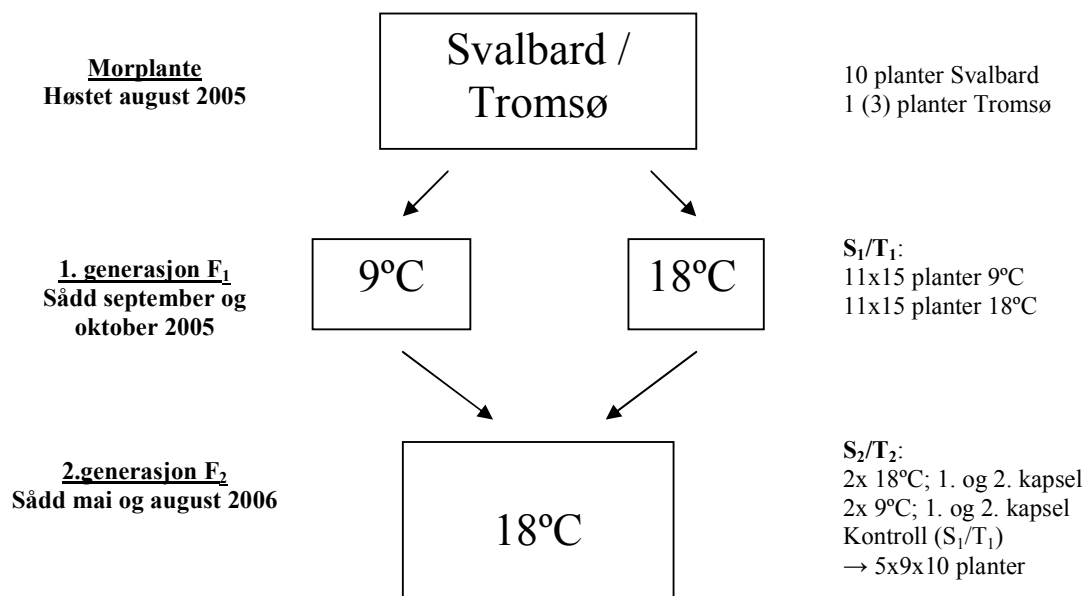 Morplante
Høstet august 2005
Svalbard /
Tromsø
10 planter Svalbard
1 (3) planter Tromsø
1. generasjon F₁
Sådd september og
oktober 2005
9ºC
18ºC
S₁/T₁:
11x15 planter 9ºC
11x15 planter 18ºC
2.generasjon F₂
Sådd mai og august 2006
18ºC
S₂/T₂:
2x 18ºC; 1. og 2. kapsel
2x 9ºC; 1. og 2. kapsel
Kontroll (S₁/T₁)
→ 5x9x10 planter